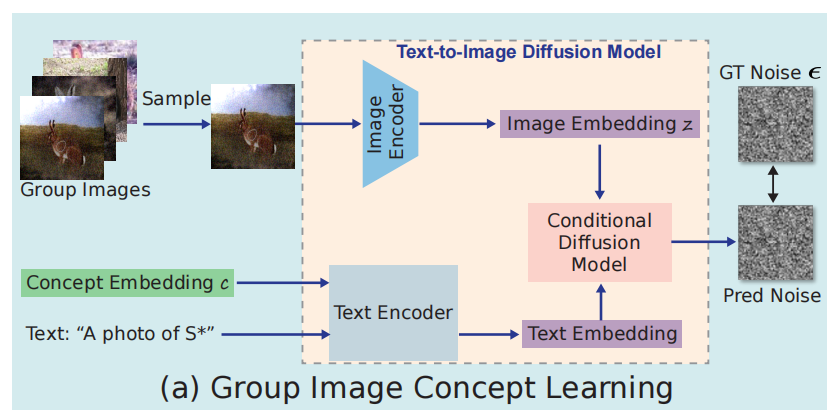 Text-to-Image Diffusion Model
GT Noise ϵ
Sample
Image
Encoder
Image Embedding z
Group Images
Conditional
Diffusion
Model
Concept Embedding c
Pred Noise
Text Encoder
Text: “A photo of S*”
Text Embedding
(a) Group Image Concept Learning